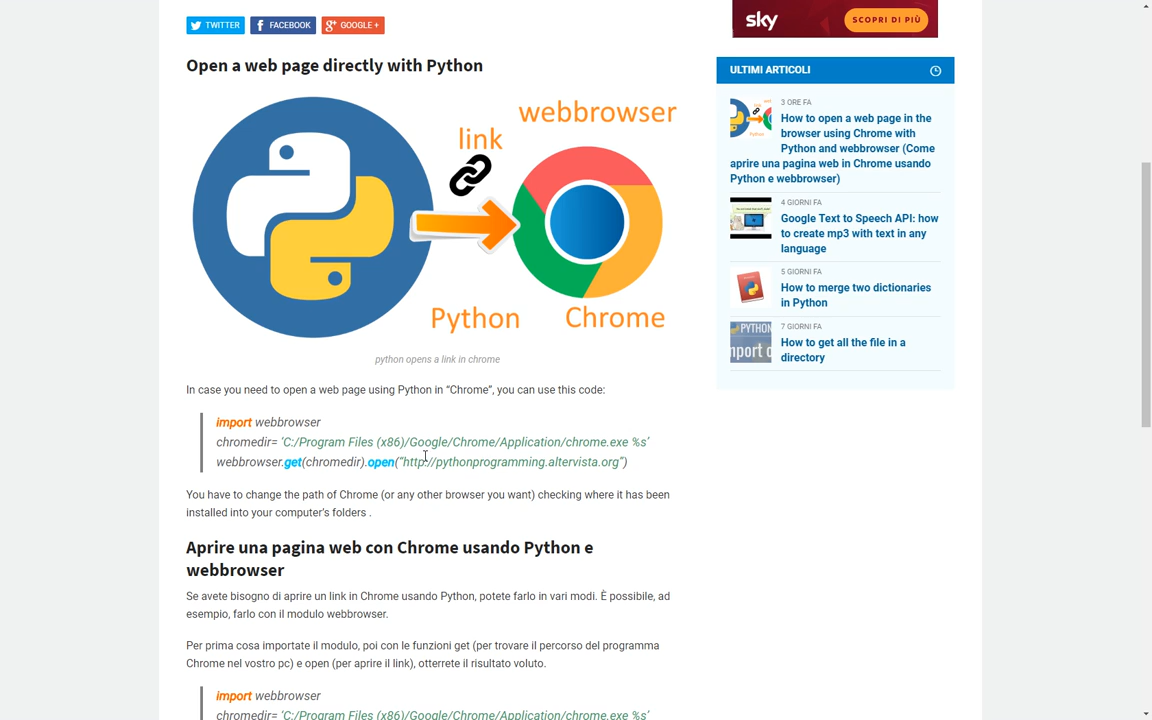 TWITTER
FACEBOOK
GOOGLE +
sky
SCOPRI DI PIÙ
Open a web page directly with Python
link
webbrowser
Python
Chrome
python opens a link in chrome
In case you need to open a web page using Python in “Chrome”, you can use this code:
import webbrowser
chromedir= ‘C:/Program Files (x86)/Google/Chrome/Application/chrome.exe %s’
webbrowser.get(chromedir).open(“http://pythonprogramming.altervista.org”)
You have to change the path of Chrome (or any other browser you want) checking where it has been
installed into your computer’s folders .
Aprire una pagina web con Chrome usando Python e
webbrowser
Se avete bisogno di aprire un link in Chrome usando Python, potete farlo in vari modi. È possibile, ad
esempio, farlo con il modulo webbrowser.
Per prima cosa importate il modulo, poi con le funzioni get (per trovare il percorso del programma
Chrome nel vostro pc) e open (per aprire il link), otterrete il risultato voluto.
import webbrowser
chromedir= ‘C:/Program Files (x86)/Google/Chrome/Application/chrome.exe %s’
ULTIMI ARTICOLI
3 ORE FA
How to open a web page in the
browser using Chrome with
Python and webbrowser (Come
aprire una pagina web in Chrome usando
Python e webbrowser)
4 GIORNI FA
Google Text to Speech API: how
to create mp3 with text in any
language
5 GIORNI FA
How to merge two dictionaries
in Python
7 GIORNI FA
How to get all the file in a
directory
PYTHON